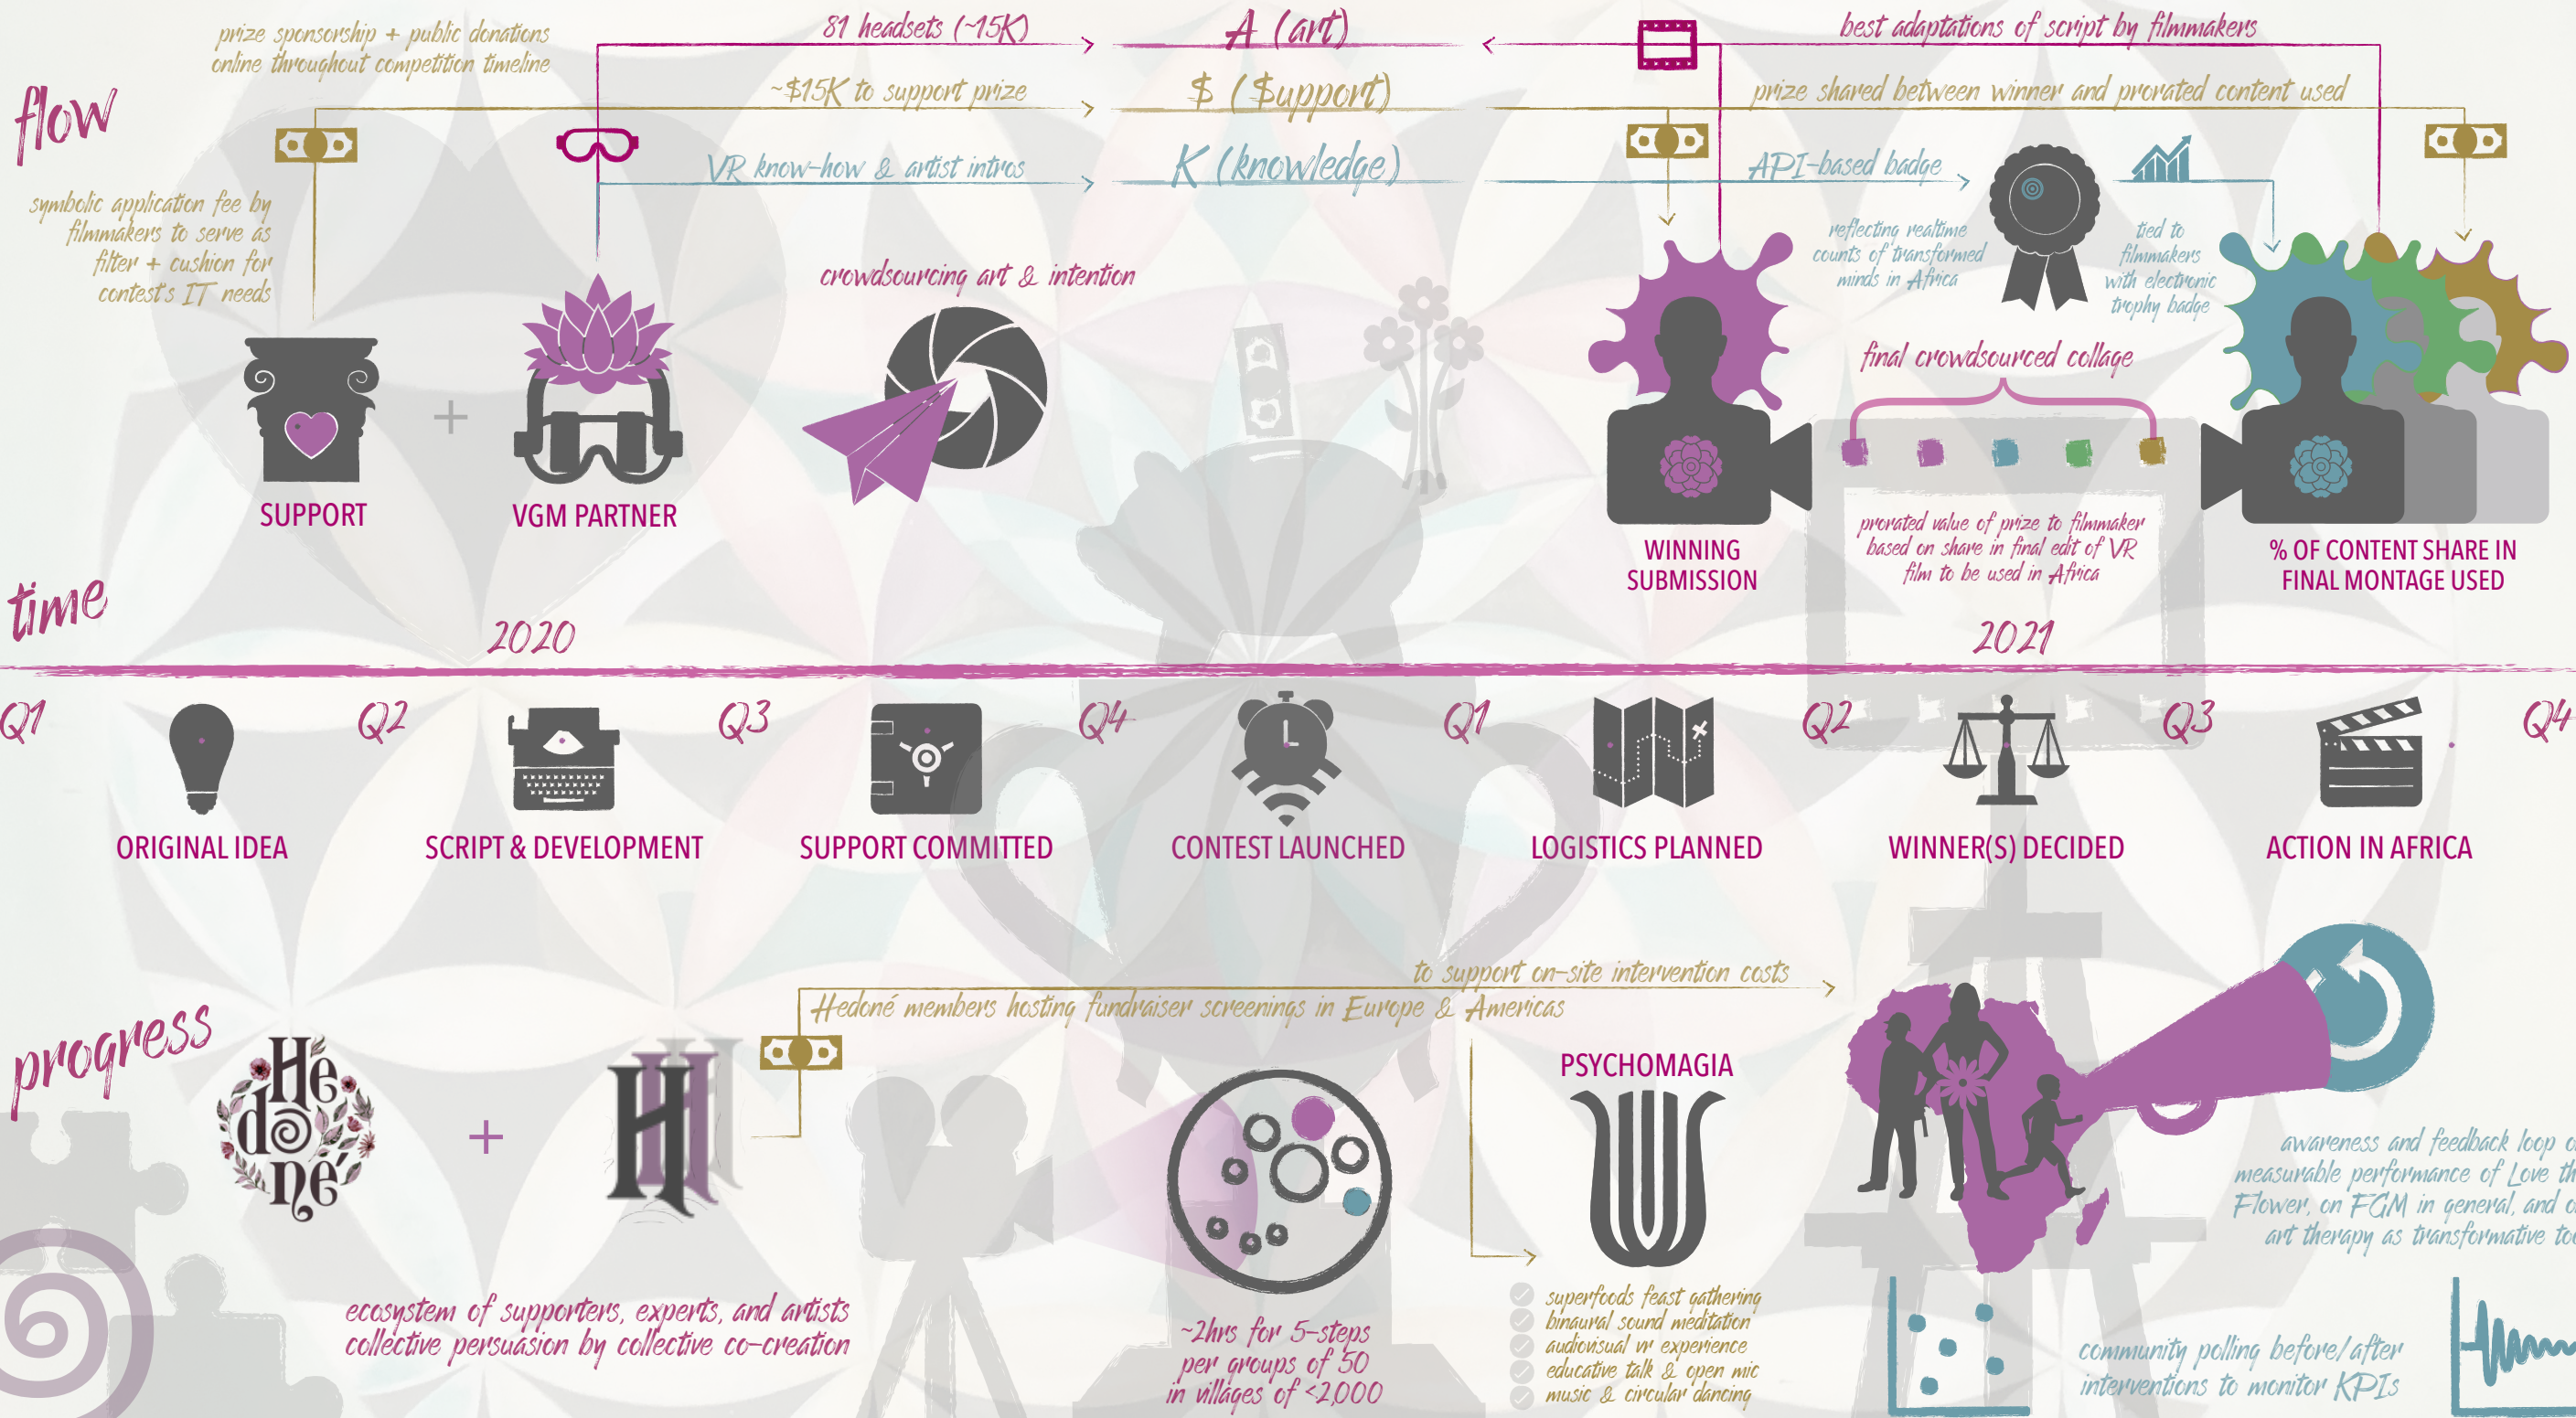 flow
prize sponsorship + public donations
online throughout competition timeline
symbolic application fee by
filmmakers to serve as
filter + cushion for
contest's IT needs
81 headsets (~15K)
~$15K to support prize
VR know-how & artist intros
A (art)
$ ($upport)
K (knowledge)
best adaptations of script by filmmakers
prize shared between winner and prorated content used
API-based badge
reflecting realtime
counts of transformed
minds in Africa
tied to
filmmakers
with electronic
trophy badge
crowdsourcing art & intention
final crowdsourced collage
+
SUPPORT
VGM PARTNER
WINNING
SUBMISSION
prorated value of prize to filmmaker
based on share in final edit of VR
film to be used in Africa
% OF CONTENT SHARE IN
FINAL MONTAGE USED
time
2020
2021
Q1
Q2
Q3
Q4
Q1
Q2
Q3
Q4
ORIGINAL IDEA
SCRIPT & DEVELOPMENT
SUPPORT COMMITTED
CONTEST LAUNCHED
LOGISTICS PLANNED
WINNER(S) DECIDED
ACTION IN AFRICA
progress
Hé
do
né
+
H
to support on-site intervention costs
Hedoné members hosting fundraiser screenings in Europe & Americas
PSYCHOMAGIA
ecosystem of supporters, experts, and artists
collective persuasion by collective co-creation
~2hrs for 5-steps
per groups of 50
in villages of <2,000
superfoods feast gathering
binaural sound meditation
audiovisual vr experience
educative talk & open mic
music & circular dancing
awareness and feedback loop
measurable performance of Love
Flower, on FGM in general, and
art therapy as transformative
community polling before/after
interventions to monitor KPIs